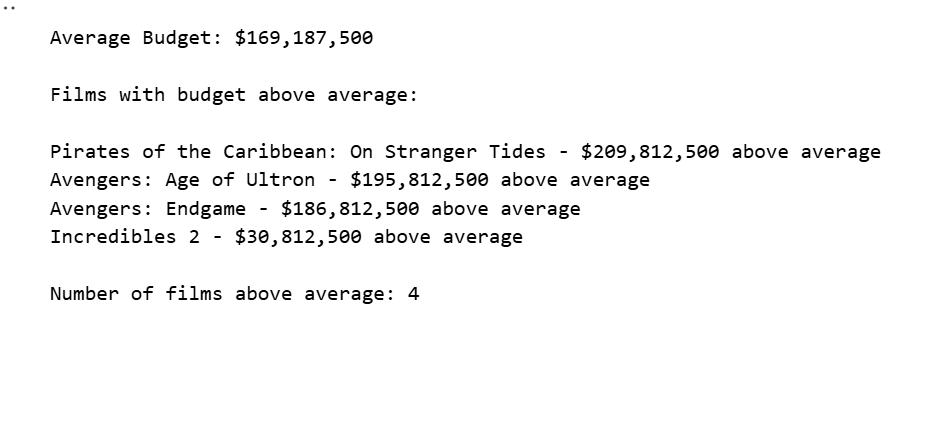 Average Budget: $169,187,500
Films with budget above average:
Pirates of the Caribbean: On Stranger Tides - $209,812,500 above average
Avengers: Age of Ultron - $195,812,500 above average
Avengers: Endgame - $186,812,500 above average
Incredibles 2 - $30,812,500 above average
Number of films above average: 4